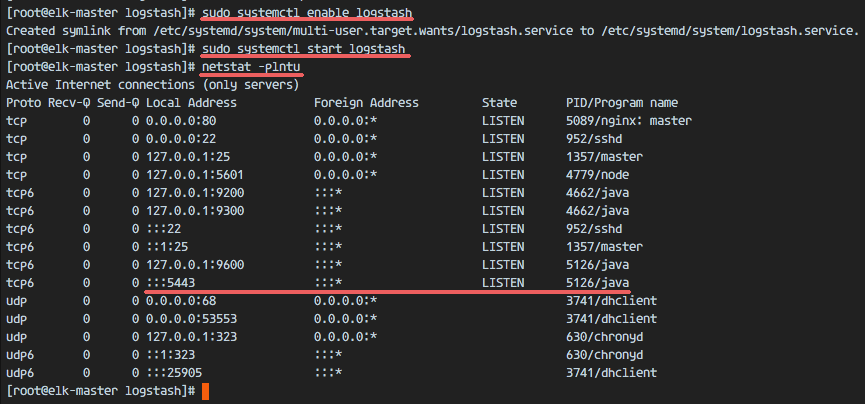 [root@elk-master logstash]# sudo systemctl enable logstash
Created symlink from /etc/systemd/system/multi-user.target.wants/logstash.service to /etc/systemd/system/logstash.service.
[root@elk-master logstash]# sudo systemctl start logstash
[root@elk-master logstash]# netstat -plntu
Active Internet connections (only servers)
Proto Recv-Q Send-Q Local Address           Foreign Address         State       PID/Program name
tcp        0      0 0.0.0.0:80              0.0.0.0:*               LISTEN      5089/nginx: master
tcp        0      0 0.0.0.0:22              0.0.0.0:*               LISTEN      952/sshd
tcp        0      0 127.0.0.1:25            0.0.0.0:*               LISTEN      1357/master
tcp        0      0 127.0.0.1:5601          0.0.0.0:*               LISTEN      4779/node
tcp6       0      0 127.0.0.1:9200          :::*                    LISTEN      4662/java
tcp6       0      0 127.0.0.1:9300          :::*                    LISTEN      4662/java
tcp6       0      0 :::22                   :::*                    LISTEN      952/sshd
tcp6       0      0 ::1:25                  :::*                    LISTEN      1357/master
tcp6       0      0 127.0.0.1:9600          :::*                    LISTEN      5126/java
tcp6       0      0 :::5443                 :::*                    LISTEN      5126/java
udp        0      0 0.0.0.0:68              0.0.0.0:*                           3741/dhclient
udp        0      0 0.0.0.0:53553           0.0.0.0:*                           3741/dhclient
udp        0      0 127.0.0.1:323           0.0.0.0:*                           630/chronyd
udp6       0      0 ::1:323                 :::*                                630/chronyd
udp6       0      0 :::25905                :::*                                3741/dhclient
[root@elk-master logstash]#